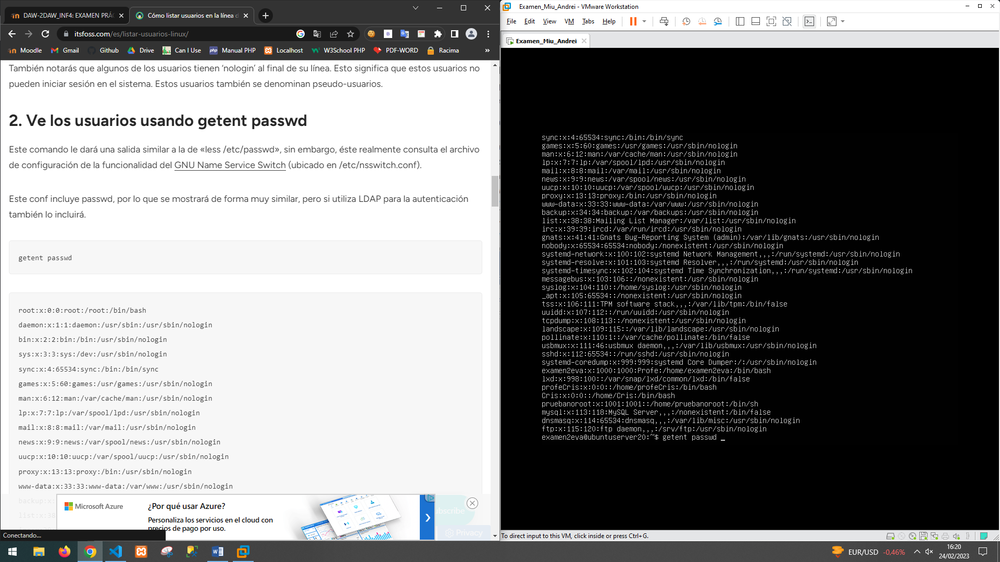 DAW-2DAW_INF4: EXAMEN PRÁC
Cómo listar usuarios en la línea d
itsfoss.com/es/listar-usuarios-linux/
Moodle
Gmail
Github
Drive
Can I Use
Manual PHP
Localhost
W3School PHP
PDF-WORD
Racima
»
También notarás que algunos de los usuarios tienen ‘nologin’ al final de su línea. Esto significa que estos usuarios no
pueden iniciar sesión en el sistema. Estos usuarios también se denominan pseudo-usuarios.
2. Ve los usuarios usando getent passwd
Este comando le dará una salida similar a la de «less /etc/passwd», sin embargo, éste realmente consulta el archivo
de configuración de la funcionalidad del GNU Name Service Switch (ubicado en /etc/nsswitch.conf).
Este conf incluye passwd, por lo que se mostrará de forma muy similar, pero si utiliza LDAP para la autenticación
también lo incluirá.
getent passwd
root:x:0:0:root:/root:/bin/bash
daemon:x:1:1:daemon:/usr/sbin:/usr/sbin/nologin
bin:x:2:2:bin:/bin:/usr/sbin/nologin
sys:x:3:3:sys:/dev:/usr/sbin/nologin
sync:x:4:65534:sync:/bin:/bin/sync
games:x:5:60:games:/usr/games:/usr/sbin/nologin
man:x:6:12:man:/var/cache/man:/usr/sbin/nologin
lp:x:7:7:lp:/var/spool/lpd:/usr/sbin/nologin
mail:x:8:8:mail:/var/mail:/usr/sbin/nologin
news:x:9:9:news:/var/spool/news:/usr/sbin/nologin
uucp:x:10:10:uucp:/var/spool/uucp:/usr/sbin/nologin
proxy:x:13:13:proxy:/bin:/usr/sbin/nologin
www-data:x:33:33:www-data:/var/www:/usr/sbin/nologin
backup:x:
list:x:38
Microsoft Azure
¿Por qué usar Azure?
Personaliza los servicios en el cloud con
precios de pago por uso.
Privacy
Conectando...
Examen_Miu_Andrei - VMware Workstation
File Edit View VM Tabs Help
Examen_Miu_Andrei
sync:x:4:65534:sync:/bin:/bin/sync
games:x:5:60:games:/usr/games:/usr/sbin/nologin
man:x:6:12:man:/var/cache/man:/usr/sbin/nologin
lp:x:7:7:lp:/var/spool/lpd:/usr/sbin/nologin
mail:x:8:8:mail:/var/mail:/usr/sbin/nologin
news:x:9:9:news:/var/spool/news:/usr/sbin/nologin
uucp:x:10:10:uucp:/var/spool/uucp:/usr/sbin/nologin
proxy:x:13:13:proxy:/bin:/usr/sbin/nologin
www-data:x:33:33:www-data:/var/www:/usr/sbin/nologin
backup:x:34:34:backup:/var/backups:/usr/sbin/nologin
list:x:38:38:Mailing List Manager:/var/list:/usr/sbin/nologin
irc:x:39:39:ircd:/var/run/ircd:/usr/sbin/nologin
gnats:x:41:41:Gnats Bug-Reporting System (admin):/var/lib/gnats:/usr/sbin/nologin
nobody:x:65534:65534:nobody:/nonexistent:/usr/sbin/nologin
systemd-network:x:100:102:systemd Network Management,,,:/run/systemd:/usr/sbin/nologin
systemd-resolve:x:101:103:systemd Resolver,,,:/run/systemd:/usr/sbin/nologin
systemd-timesync:x:102:104:systemd Time Synchronization,,,:/run/systemd:/usr/sbin/nologin
messagebus:x:103:106::/nonexistent:/usr/sbin/nologin
syslog:x:104:110::/home/syslog:/usr/sbin/nologin
_apt:x:105:65534::/nonexistent:/usr/sbin/nologin
tss:x:106:111:TPM software stack,,,:/var/lib/tpm:/bin/false
uuidd:x:107:112::/run/uuidd:/usr/sbin/nologin
tcpdump:x:108:113::/nonexistent:/usr/sbin/nologin
landscape:x:109:115::/var/lib/landscape:/usr/sbin/nologin
pollinate:x:110:1::/var/cache/pollinate:/bin/false
usbmux:x:111:46:usbmux daemon,,,:/var/lib/usbmux:/usr/sbin/nologin
sshd:x:112:65534::/run/sshd:/usr/sbin/nologin
systemd-coredump:x:999:999:systemd Core Dumper:/:/usr/sbin/nologin
examen2eva:x:1000:1000:Profe:/home/examen2eva:/bin/bash
lxd:x:998:100::/var/snap/lxd/common/lxd:/bin/false
profeCris:x:0:0::/home/profeCris:/bin/bash
Cris:x:0:0::/home/Cris:/bin/bash
pruebanoroot:x:1001:1001::/home/pruebanoroot:/bin/sh
mysql:x:113:118:MySQL Server,,,:/nonexistent:/bin/false
dnsmasq:x:114:65534:dnsmasq,,,:/var/lib/misc:/usr/sbin/nologin
ftp:x:115:120:ftp daemon,,,:/srv/ftp:/usr/sbin/nologin
examen2eva@ubuntuserver20:~$ getent passwd _
To direct input to this VM, click inside or press Ctrl+G.
EUR/USD -0,46%
16:20
24/02/2023